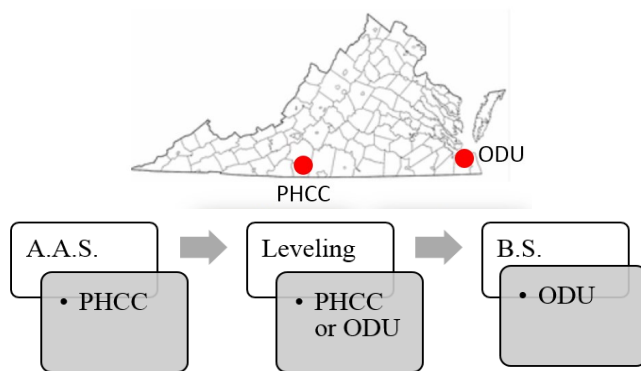 ODU
PHCC
A.A.S.
• PHCC
Leveling
• PHCC
or ODU
B.S.
• ODU